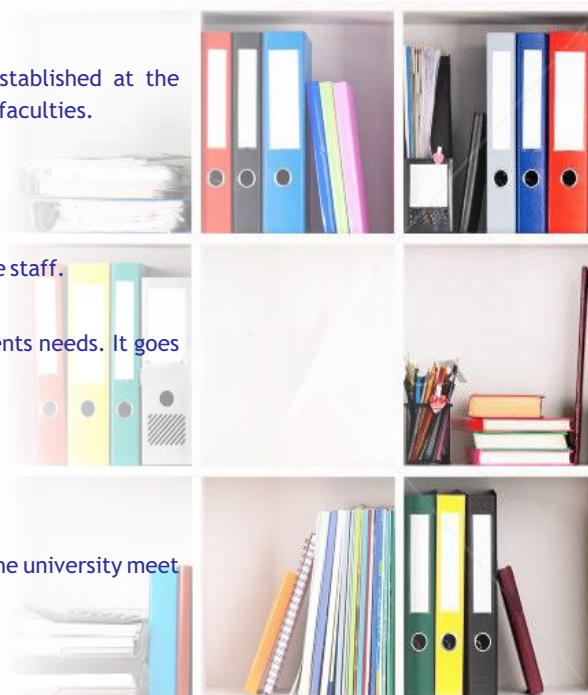 stablished at the
faculties.
e staff.
ents needs. It goes
he university meet